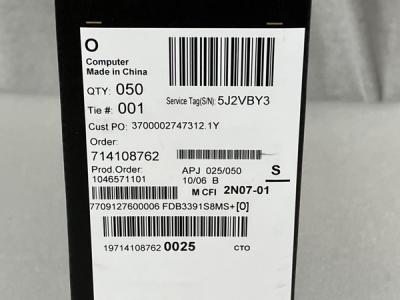 O
Computer
Made in China
QTY: 050
Tie #: 001
Service Tag(S/N): 5J2VBY3
Cust PO: 3700002747312.1Y
Order:
714108762
Prod.Order:
1046571101
APJ 025/050
10/06 B
S
M CFI 2N07-01
7709127600006 FDB3391S8MS+[0]
19714108762 0025 CTO